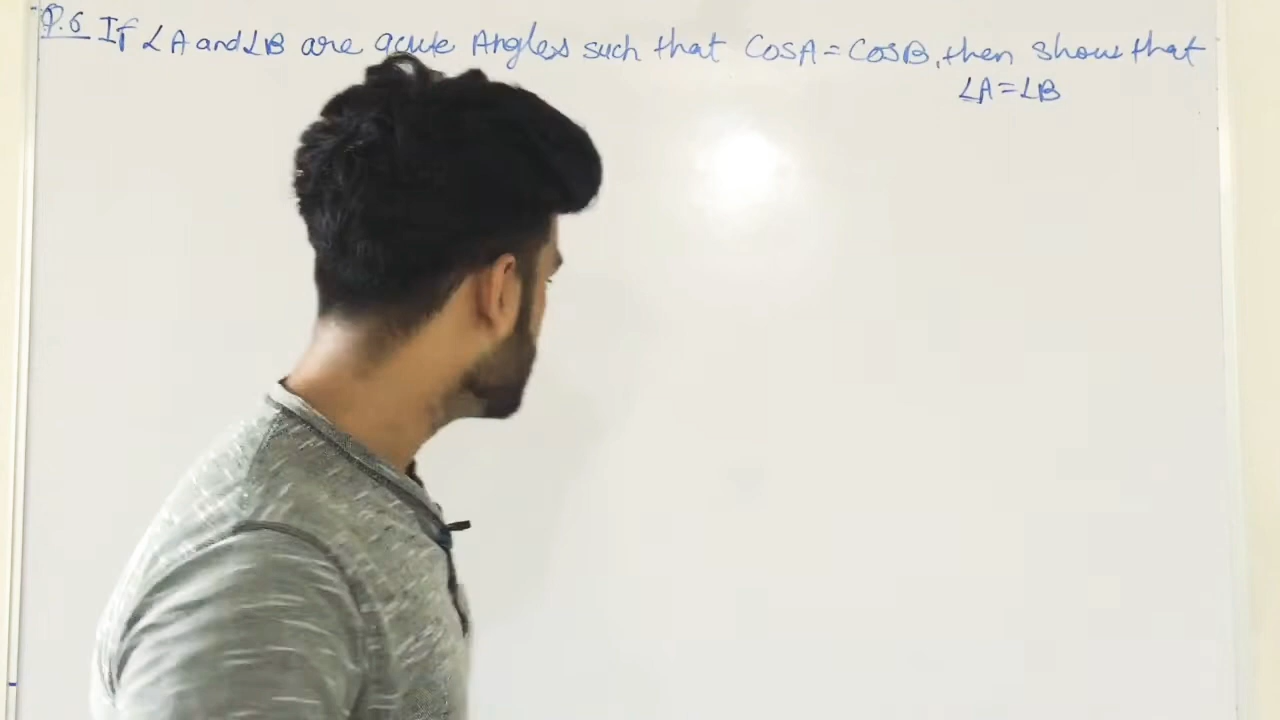 Q.6 If ∠A and ∠B are acute Angles such that CosA = CosB, then show that
∠A = ∠B